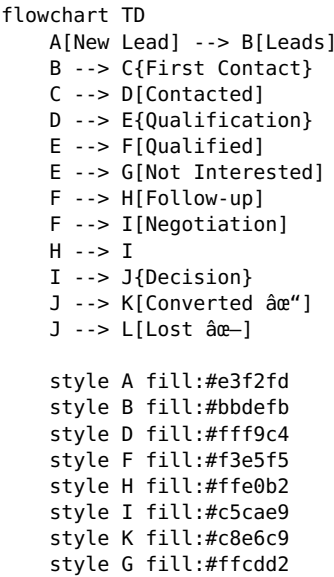 flowchart TD
    A[New Lead] --> B[Leads]
    B --> C{First Contact}
    C --> D[Contacted]
    D --> E{Qualification}
    E --> F[Qualified]
    E --> G[Not Interested]
    F --> H[Follow-up]
    F --> I[Negotiation]
    H --> I
    I --> J{Decision}
    J --> K[Converted âœ“]
    J --> L[Lost âœ—]

    style A fill:#e3f2fd
    style B fill:#bbdefb
    style D fill:#fff9c4
    style F fill:#f3e5f5
    style H fill:#ffe0b2
    style I fill:#c5cae9
    style K fill:#c8e6c9
    style G fill:#ffcdd2